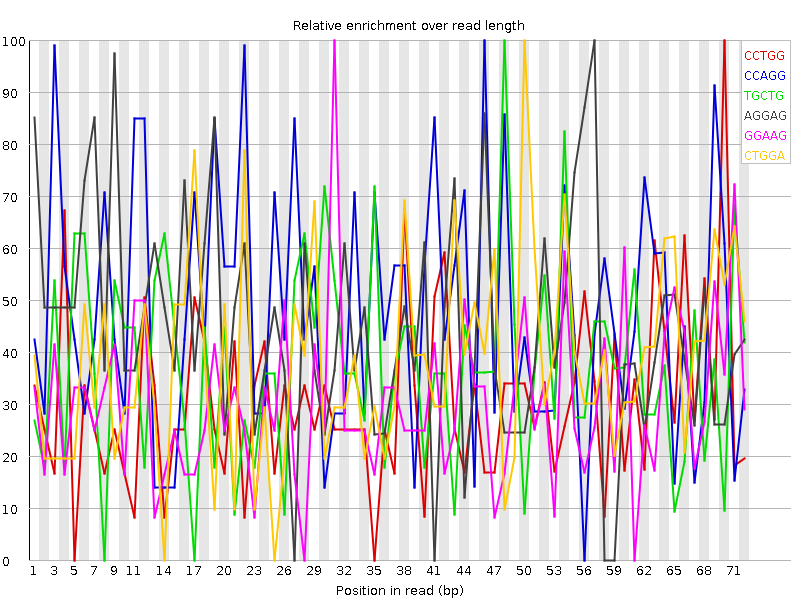 Relative enrichment over read length
100
90
80
70
60
50
40
30
20
10
0
CCTGG
CCAGG
TGCTG
AGGAG
GGAAG
CTGGA
1 3 5 7 9 11 14 17 20 23 26 29 32 35 38 41 44 47 50 53 56 59 62 65 68 71
Position in read (bp)